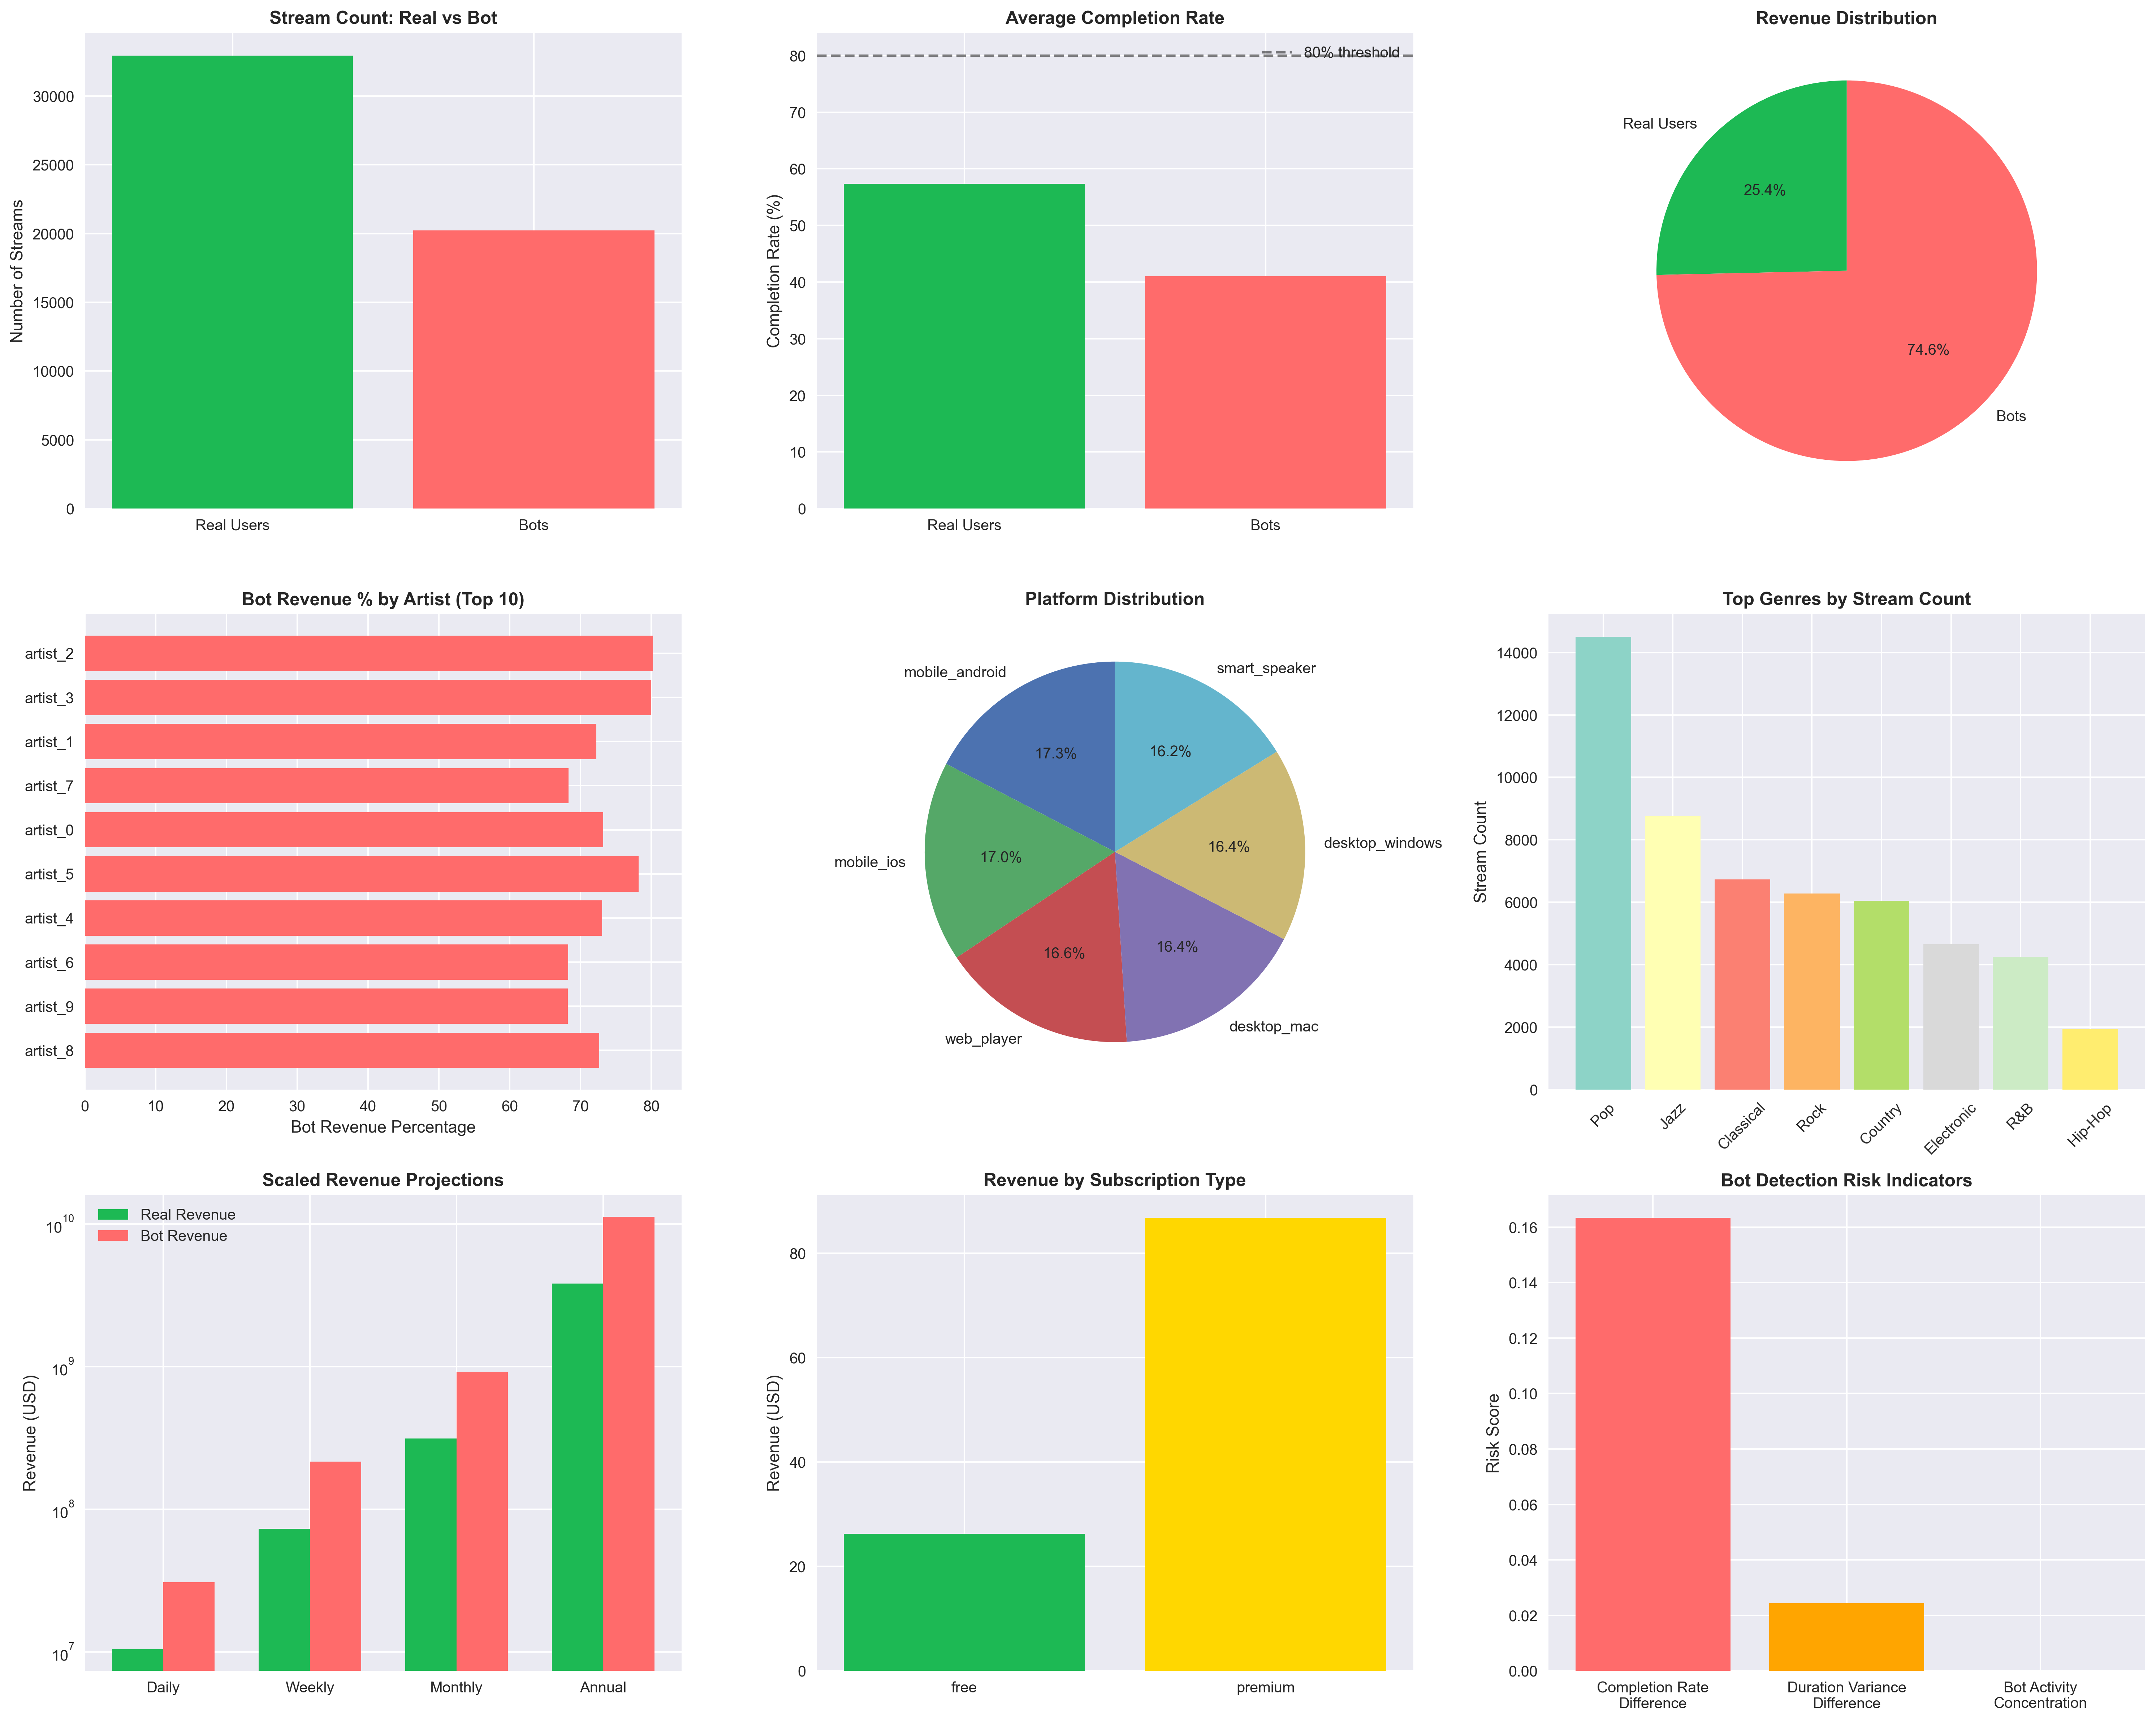 Stream Count: Real vs Bot
Number of Streams
30000
25000
20000
15000
10000
5000
0
Real Users
Bots
Average Completion Rate
Completion Rate (%)
80% threshold
80
70
60
50
40
30
20
10
0
Real Users
Bots
Revenue Distribution
Real Users
25.4%
74.6%
Bots
Bot Revenue % by Artist (Top 10)
artist_2
artist_3
artist_1
artist_7
artist_0
artist_5
artist_4
artist_6
artist_9
artist_8
0 10 20 30 40 50 60 70 80
Bot Revenue Percentage
Platform Distribution
mobile_android
smart_speaker
17.3%
16.2%
desktop_windows
16.4%
mobile_ios
17.0%
16.6%
16.4%
web_player
desktop_mac
Top Genres by Stream Count
Stream Count
14000
12000
10000
8000
6000
4000
2000
0
Pop
Jazz
Classical
Rock
Country
Electronic
R&B
Hip-Hop
Scaled Revenue Projections
Revenue (USD)
Real Revenue
Bot Revenue
10^10
10^9
10^8
10^7
Daily
Weekly
Monthly
Annual
Revenue by Subscription Type
Revenue (USD)
80
60
40
20
0
free
premium
Bot Detection Risk Indicators
Risk Score
0.16
0.14
0.12
0.10
0.08
0.06
0.04
0.02
0.00
Completion Rate
Difference
Duration Variance
Difference
Bot Activity
Concentration